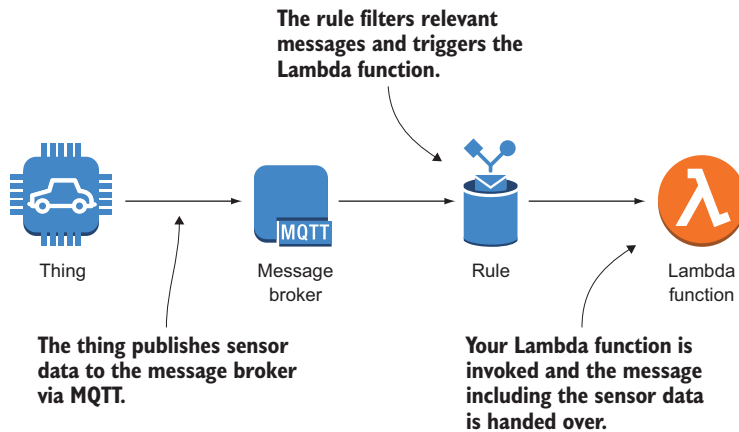 The rule filters relevant
messages and triggers the
Lambda function.
MQTT
Thing
Message
broker
Rule
Lambda
function
The thing publishes sensor
data to the message broker
via MQTT.
Your Lambda function is
invoked and the message
including the sensor data
is handed over.